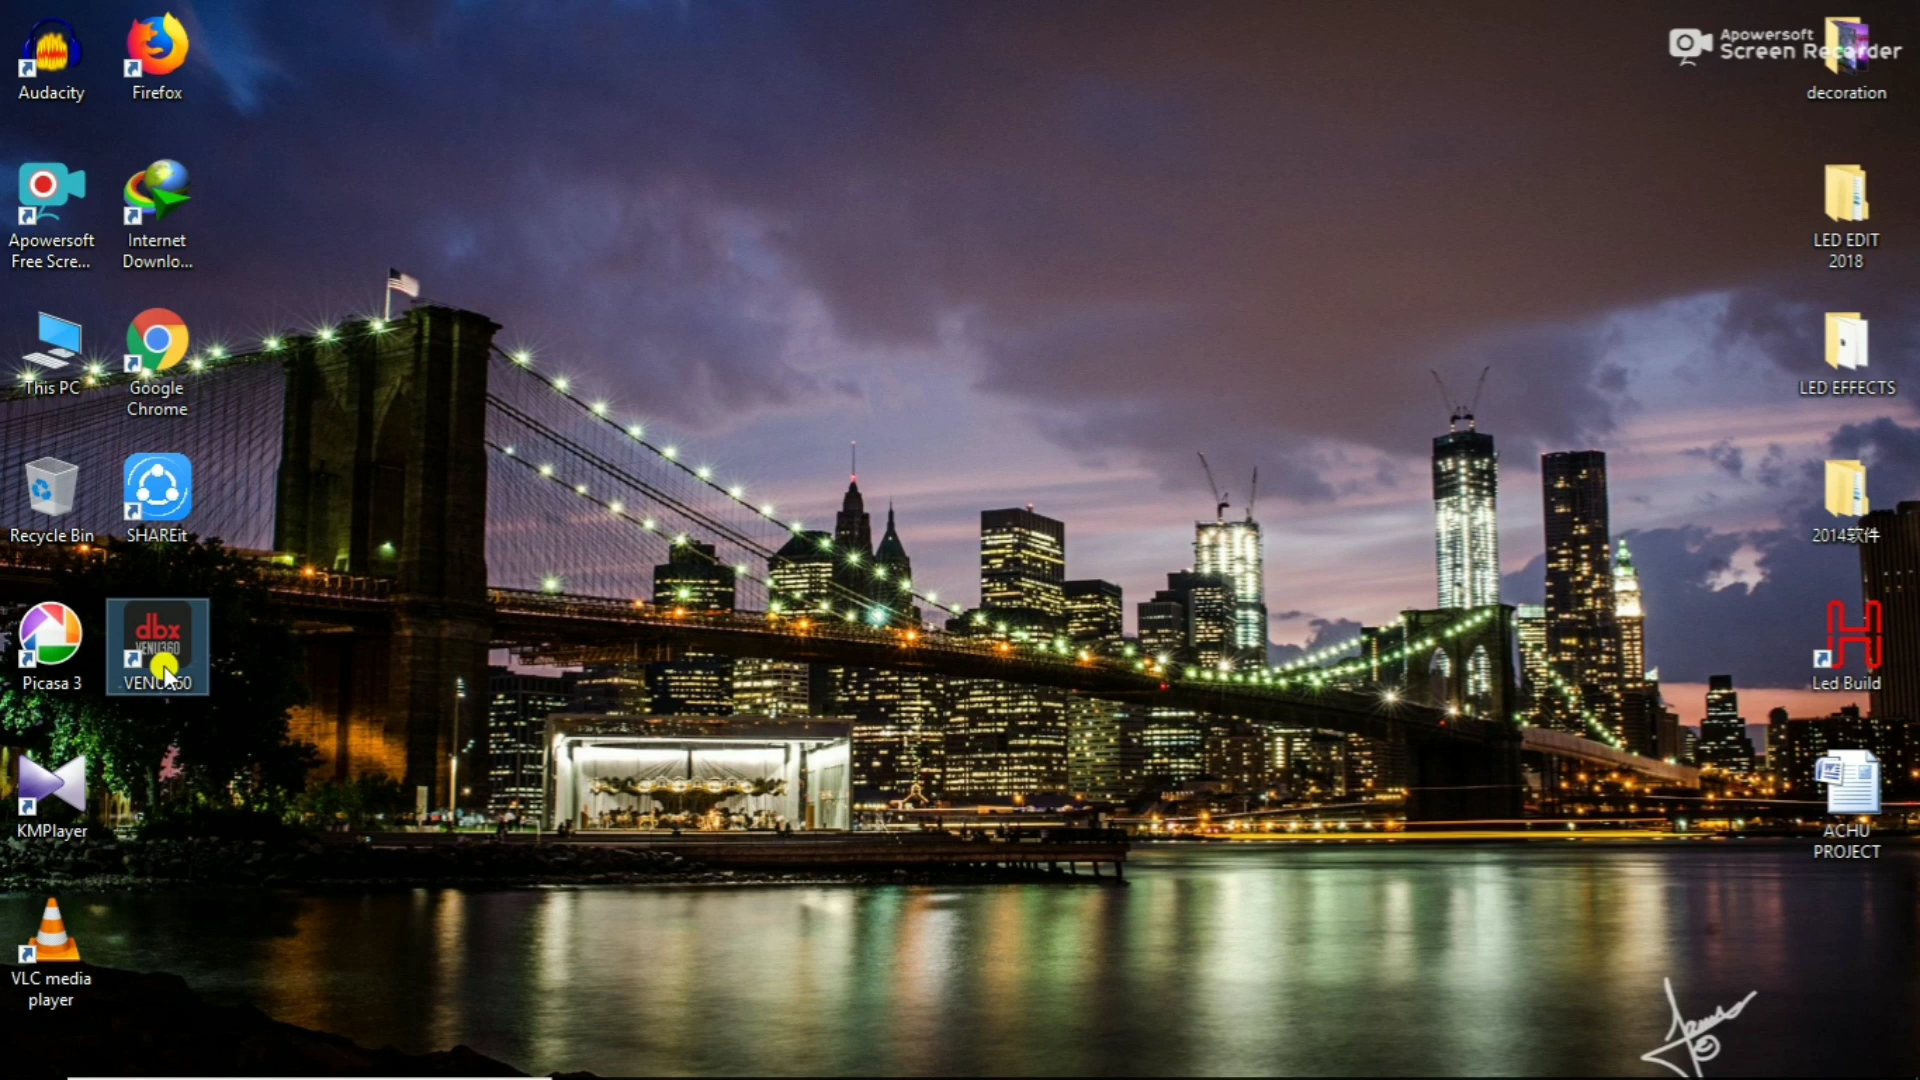 Audacity
Firefox
Apowersoft
Screen Recorder
decoration
Apowersoft
Free Scre...
Internet
Downlo...
LED EDIT
2018
This PC
Google
Chrome
LED EFFECTS
Recycle Bin
SHAREit
2014软件
Picasa 3
dbx
VENU360
VENU360
Led Build
KMPlayer
ACHU
PROJECT
VLC media
player